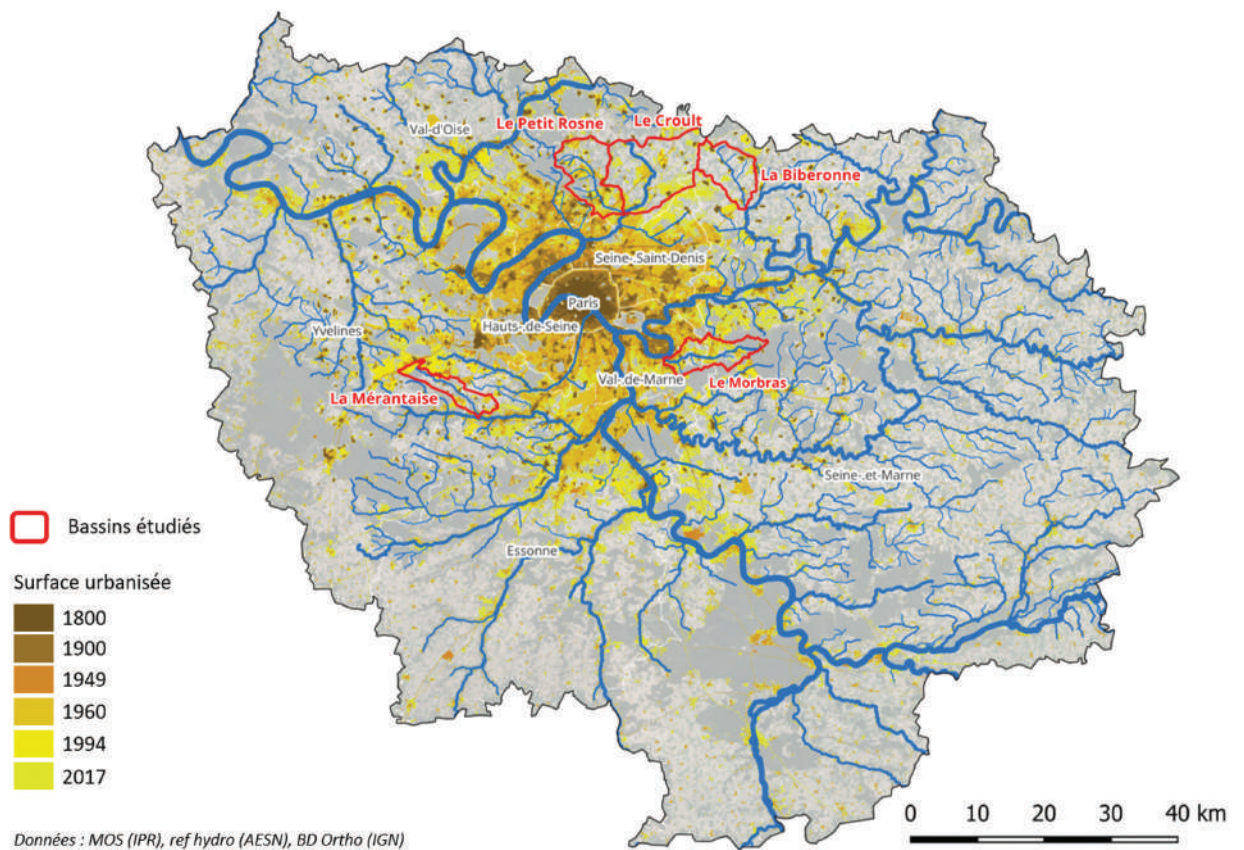 Val-d'Oise
Le Petit Rosne
Le Croult
La Biberonne
Seine-.Saint-Denis
Paris
Hauts-.de-Seine
Yvelines
Val-.de-Marne
Le Morbras
La Mérantaise
Seine-.et-Marne
Essonne
Bassins étudiés
Surface urbanisée
1800
1900
1949
1960
1994
2017
0 10 20 30 40 km
Données : MOS (IPR), ref hydro (AESN), BD Ortho (IGN)